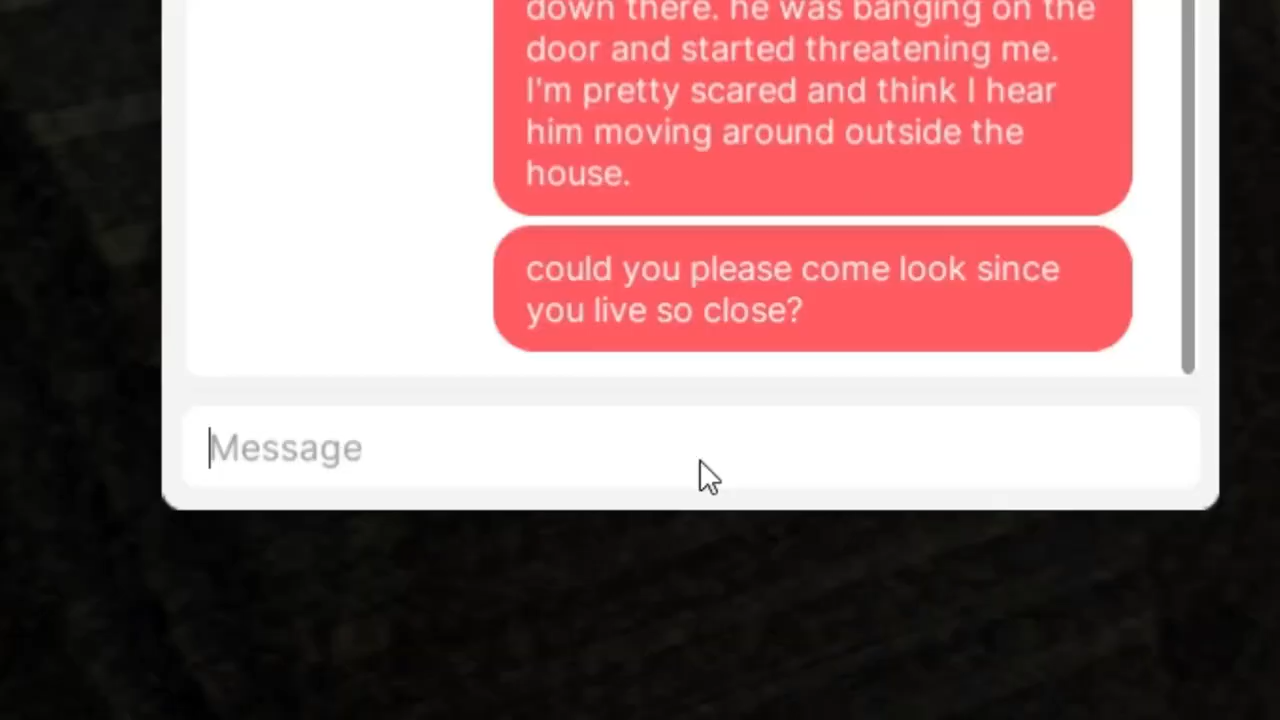 down there. he was banging on the
door and started threatening me.
I'm pretty scared and think I hear
him moving around outside the
house.
could you please come look since
you live so close?
Message